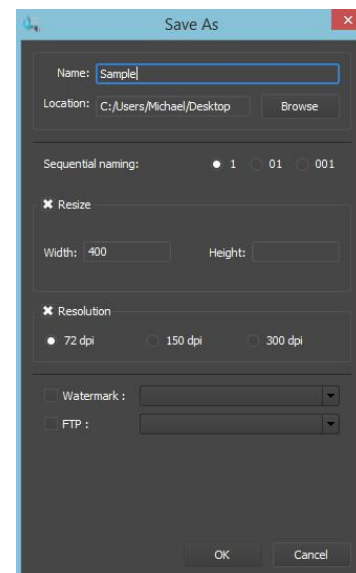 Save As
Name: Sample
Location: C:/Users/Michael/Desktop Browse
Sequential naming: 1 01 001
Resize
Width: 400 Height:
Resolution
72 dpi 150 dpi 300 dpi
Watermark :
FTP :
OK Cancel